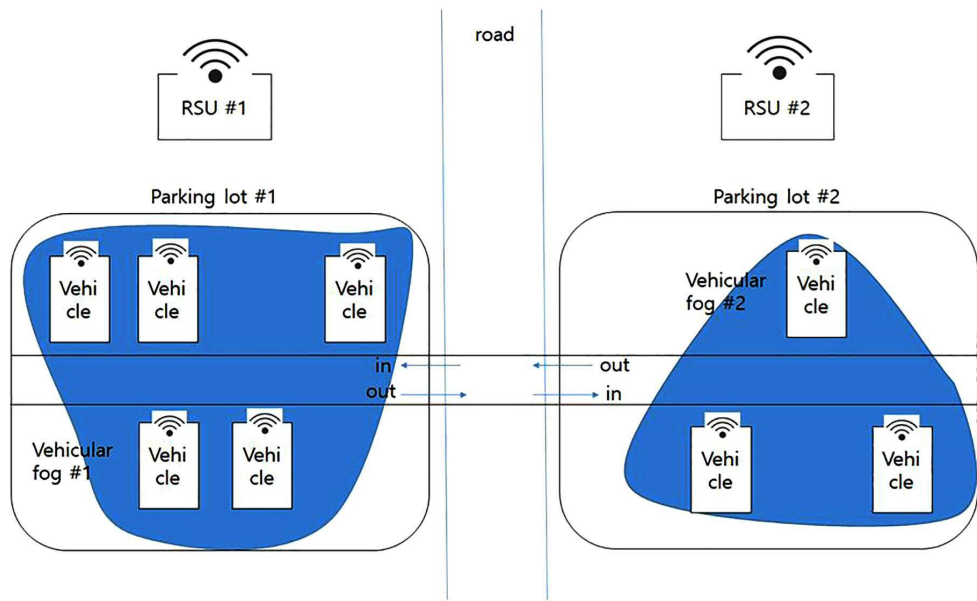 road
RSU #1
RSU #2
Parking lot #1
Parking lot #2
Vehi
cle
Vehi
cle
Vehi
cle
Vehicular
fog #2
Vehi
cle
in
out
out
in
Vehicular
fog #1
Vehi
cle
Vehi
cle
Vehi
cle
Vehi
cle